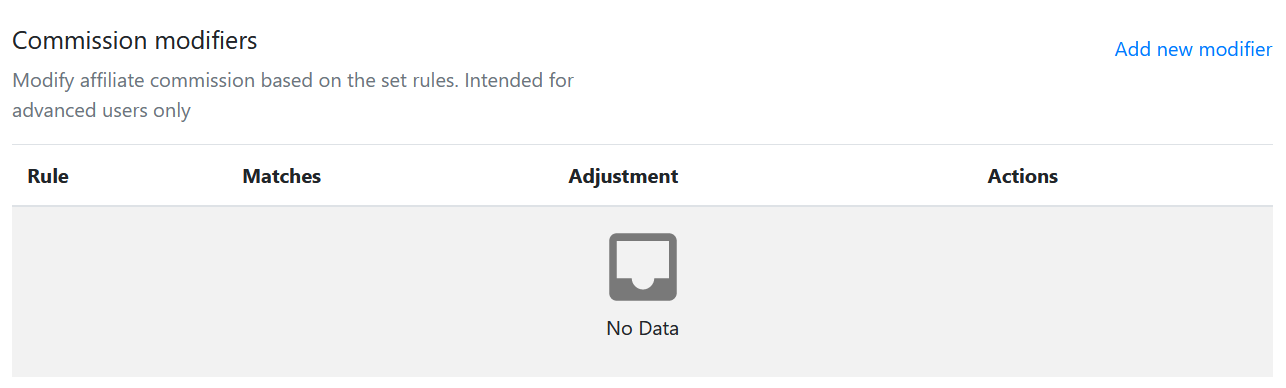 Commission modifiers
Add new modifier
Modify affiliate commission based on the set rules. Intended for
advanced users only
Rule Matches Adjustment Actions
No Data